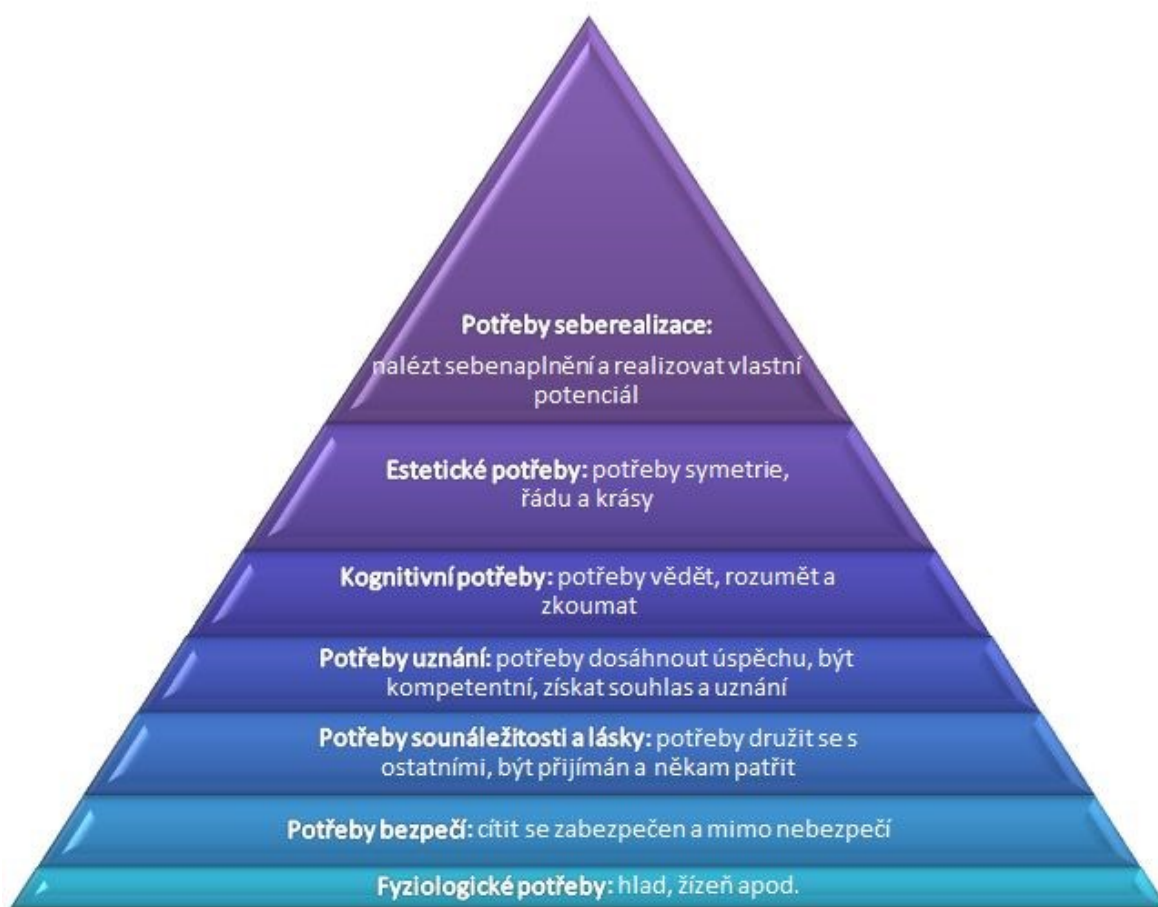 Potřeby seberealizace:
nalézt sebenaplnění a realizovat vlastní
potenciál
Estetické potřeby: potřeby symetrie,
řádu a krásy
Kognitivní potřeby: potřeby vědět, rozumět a
zkoumat
Potřeby uznání: potřeby dosáhnout úspěchu, být
kompetentní, získat souhlas a uznání
Potřeby sounáležitosti a lásky: potřeby družit se s
ostatními, být přijímán a někam patřit
Potřeby bezpečí: cítit se zabezpečen a mimo nebezpečí
Fyziologické potřeby: hlad, žízeň apod.